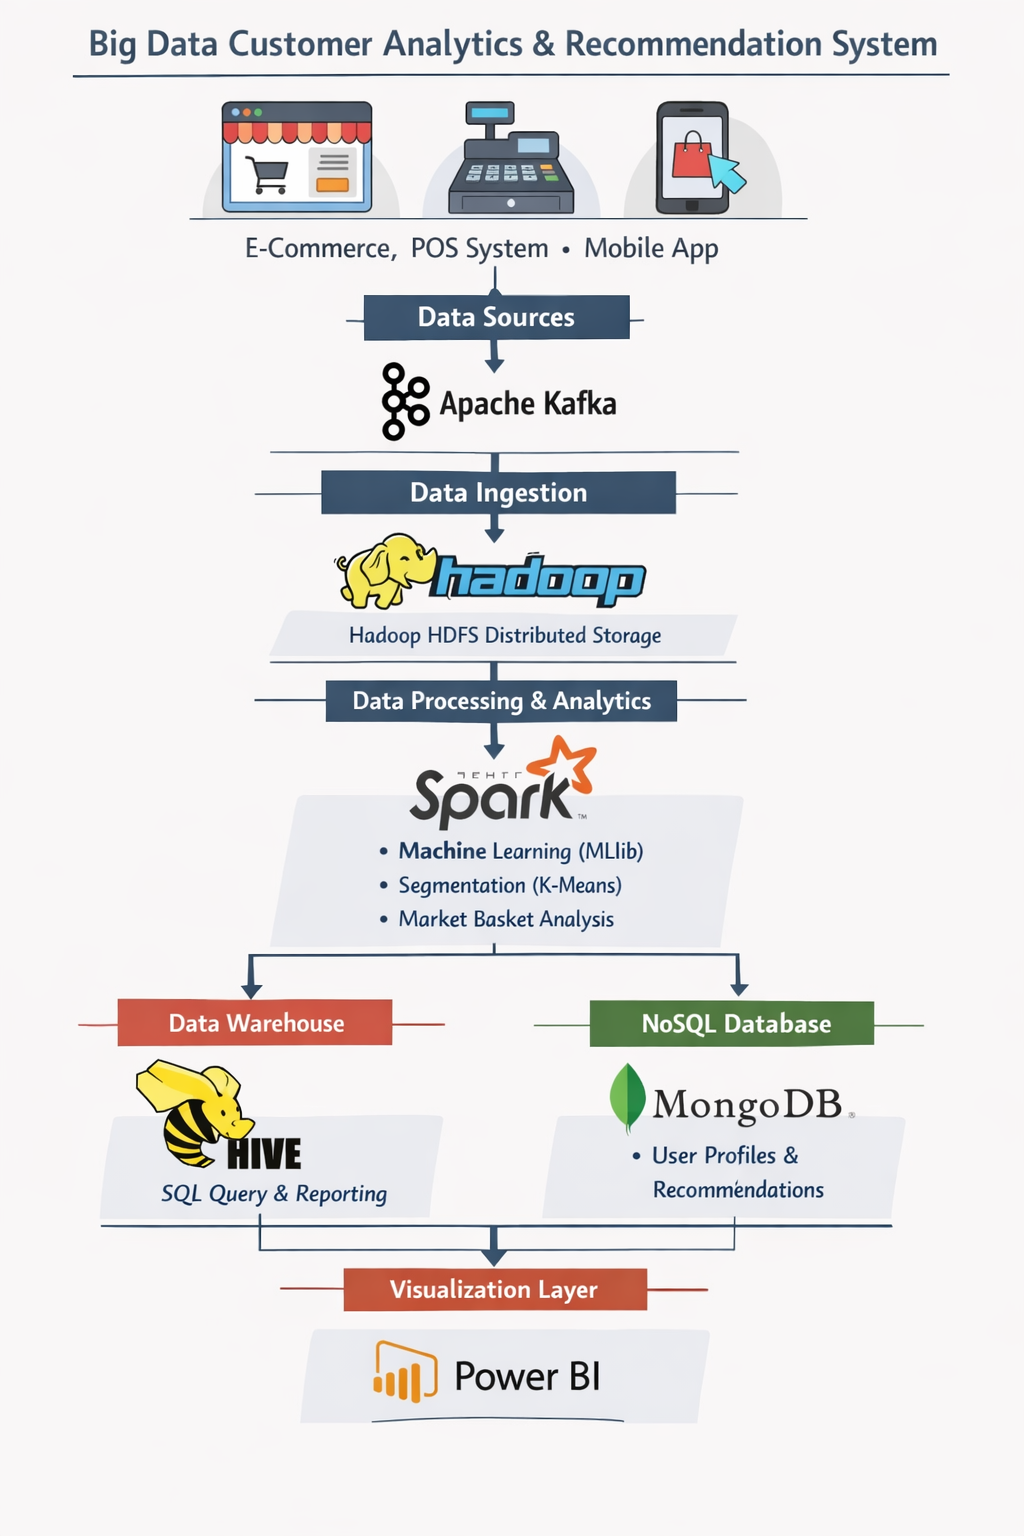 Big Data Customer Analytics & Recommendation System
E-Commerce, POS System • Mobile App
Data Sources
Apache Kafka
Data Ingestion
hadoop
Hadoop HDFS Distributed Storage
Data Processing & Analytics
Spark™
• Machine Learning (MLlib)
• Segmentation (K-Means)
• Market Basket Analysis
Data Warehouse
NoSQL Database
HIVE
SQL Query & Reporting
MongoDB®
• User Profiles &
Recommendations
Visualization Layer
Power BI